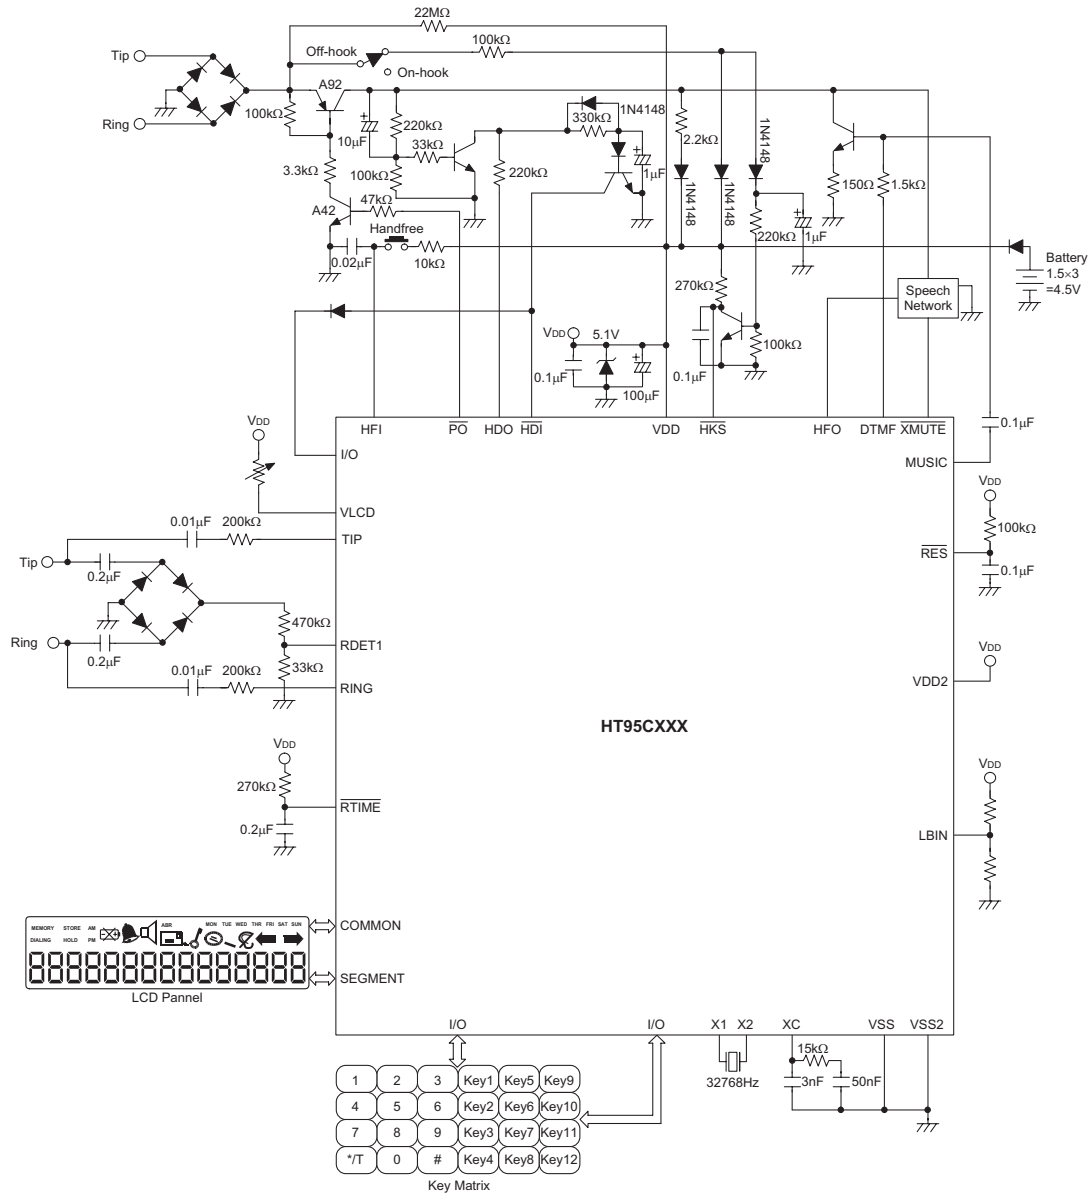 22MΩ
Tip
Off-hook
100kΩ
On-hook
A92
Ring
100kΩ
10μF
220kΩ
33kΩ
1N4148
330kΩ
2.2kΩ
1N4148
3.3kΩ
100kΩ
220kΩ
1μF
150Ω
1.5kΩ
A42
47kΩ
1N4148
1N4148
220kΩ
1μF
Handfree
0.02μF
10kΩ
Battery
1.5×3
=4.5V
270kΩ
Speech
Network
VDD
5.1V
100kΩ
0.1μF
100μF
0.1μF
HFI
PO
HDO
HDI
VDD
HKS
HFO
DTMF
XMUTE
0.1μF
VDD
I/O
MUSIC
VDD
VLCD
0.01μF
200kΩ
TIP
100kΩ
RES
Tip
0.2μF
0.1μF
470kΩ
Ring
RDET1
VDD
0.2μF
33kΩ
0.01μF
200kΩ
RING
VDD2
HT95CXXX
VDD
270kΩ
VDD
RTIME
0.2μF
LBIN
MEMORY STORE AM ABR MON TUE WED THR FRI SAT SUN
DIALING HOLD PM
COMMON
888888888888888
SEGMENT
LCD Pannel
I/O
I/O
X1
X2
XC
VSS
VSS2
15kΩ
32768Hz
3nF
50nF
1 2 3 Key1 Key5 Key9
4 5 6 Key2 Key6 Key10
7 8 9 Key3 Key7 Key11
*/T 0 # Key4 Key8 Key12
Key Matrix